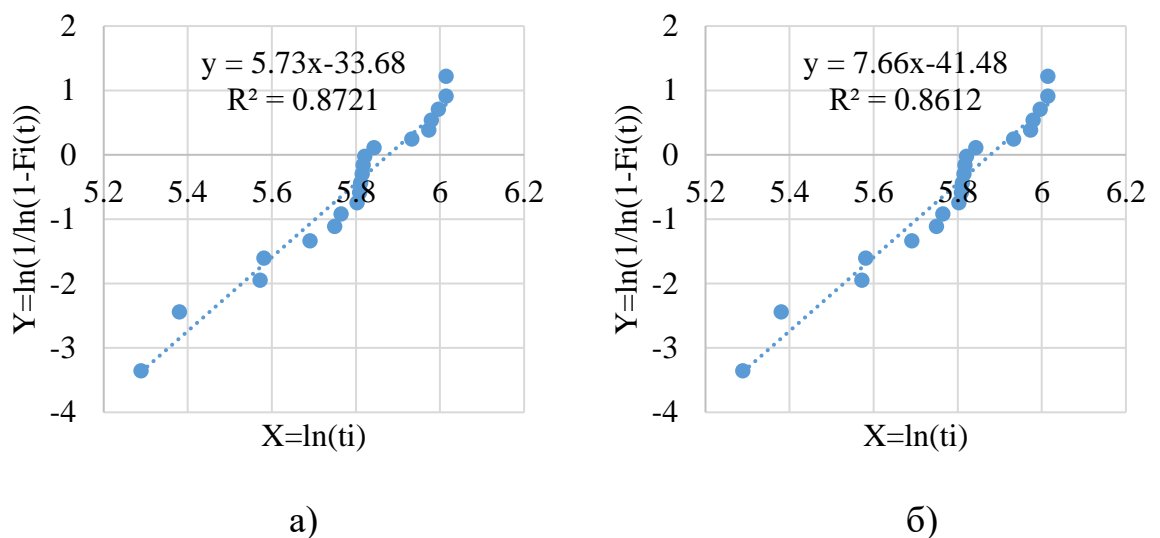 y = 5.73x-33.68
R² = 0.8721
2
1
0
-1
-2
-3
-4
5.2
5.4
5.6
5.8
6
6.2
Y=ln(1/ln(1-Fi(t))
X=ln(ti)
а)
y = 7.66x-41.48
R² = 0.8612
2
1
0
-1
-2
-3
-4
5.2
5.4
5.6
5.8
6
6.2
Y=ln(1/ln(1-Fi(t))
X=ln(ti)
б)